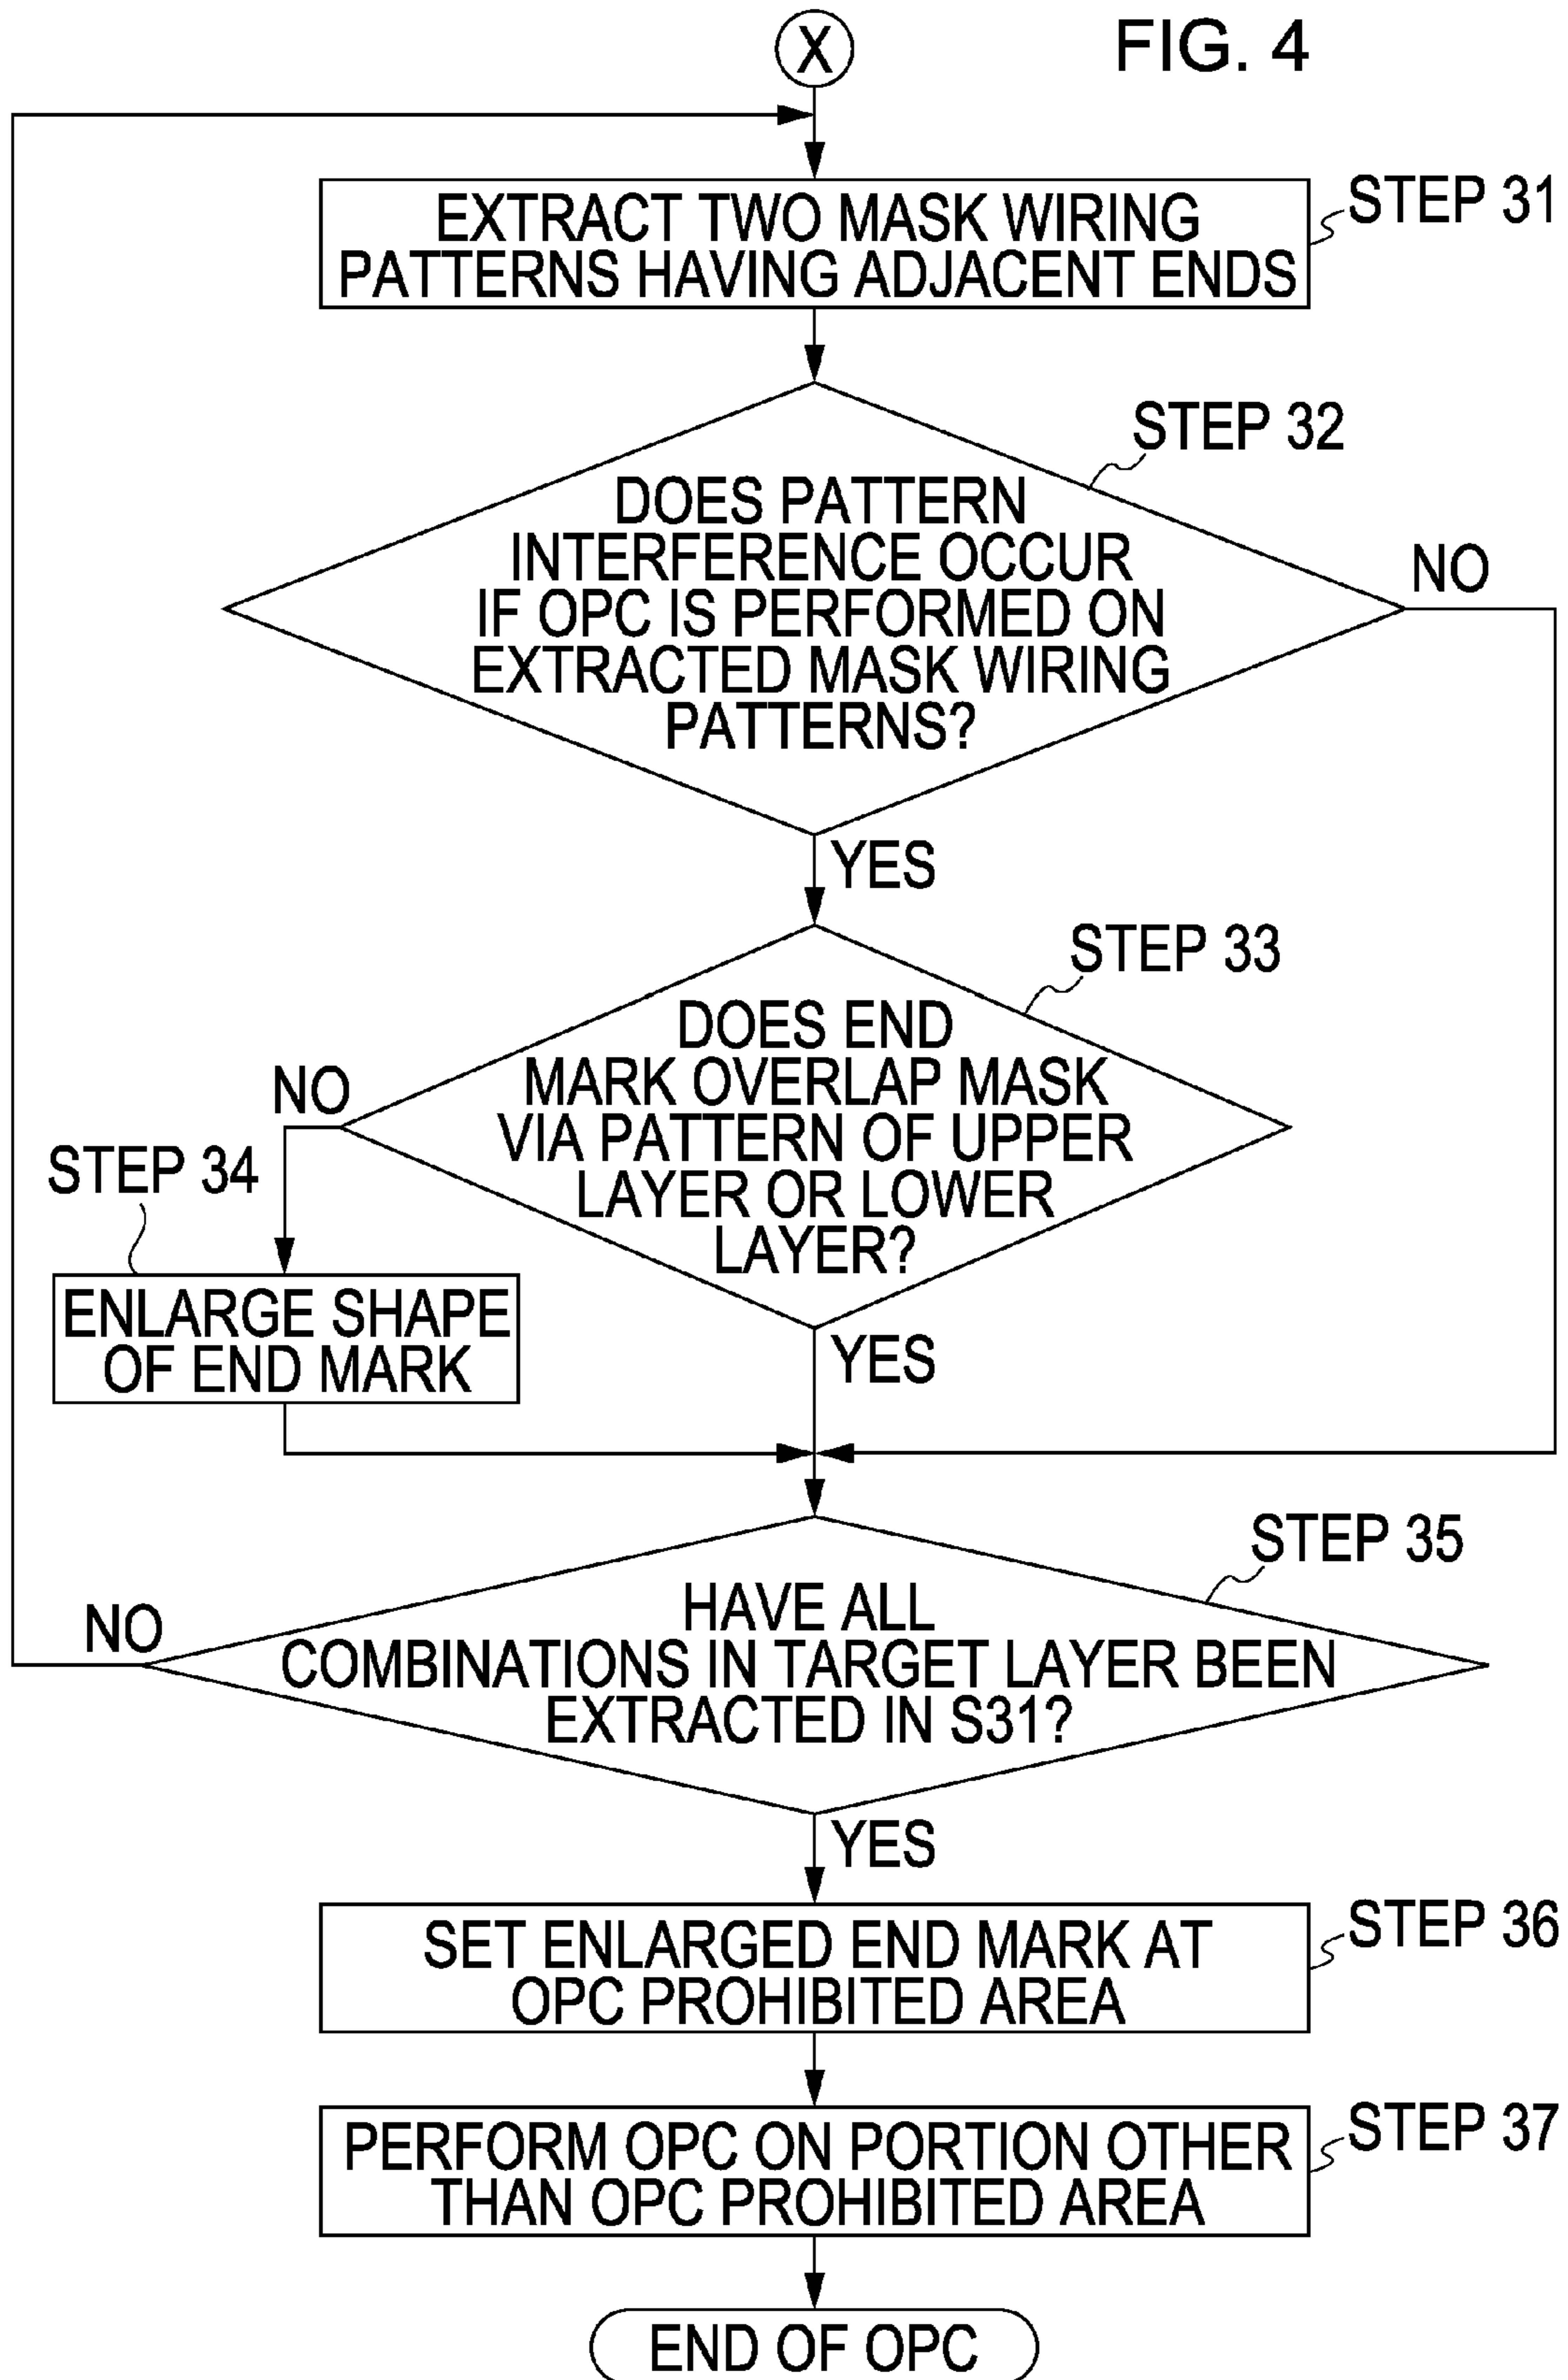 X
FIG. 4
EXTRACT TWO MASK WIRING
PATTERNS HAVING ADJACENT ENDS
STEP 31
STEP 32
DOES PATTERN
INTERFERENCE OCCUR
IF OPC IS PERFORMED ON
EXTRACTED MASK WIRING
PATTERNS?
NO
YES
STEP 33
DOES END
MARK OVERLAP MASK
VIA PATTERN OF UPPER
LAYER OR LOWER
LAYER?
NO
STEP 34
ENLARGE SHAPE
OF END MARK
YES
STEP 35
HAVE ALL
COMBINATIONS IN TARGET LAYER BEEN
EXTRACTED IN S31?
NO
YES
SET ENLARGED END MARK AT
OPC PROHIBITED AREA
STEP 36
PERFORM OPC ON PORTION OTHER
THAN OPC PROHIBITED AREA
STEP 37
END OF OPC